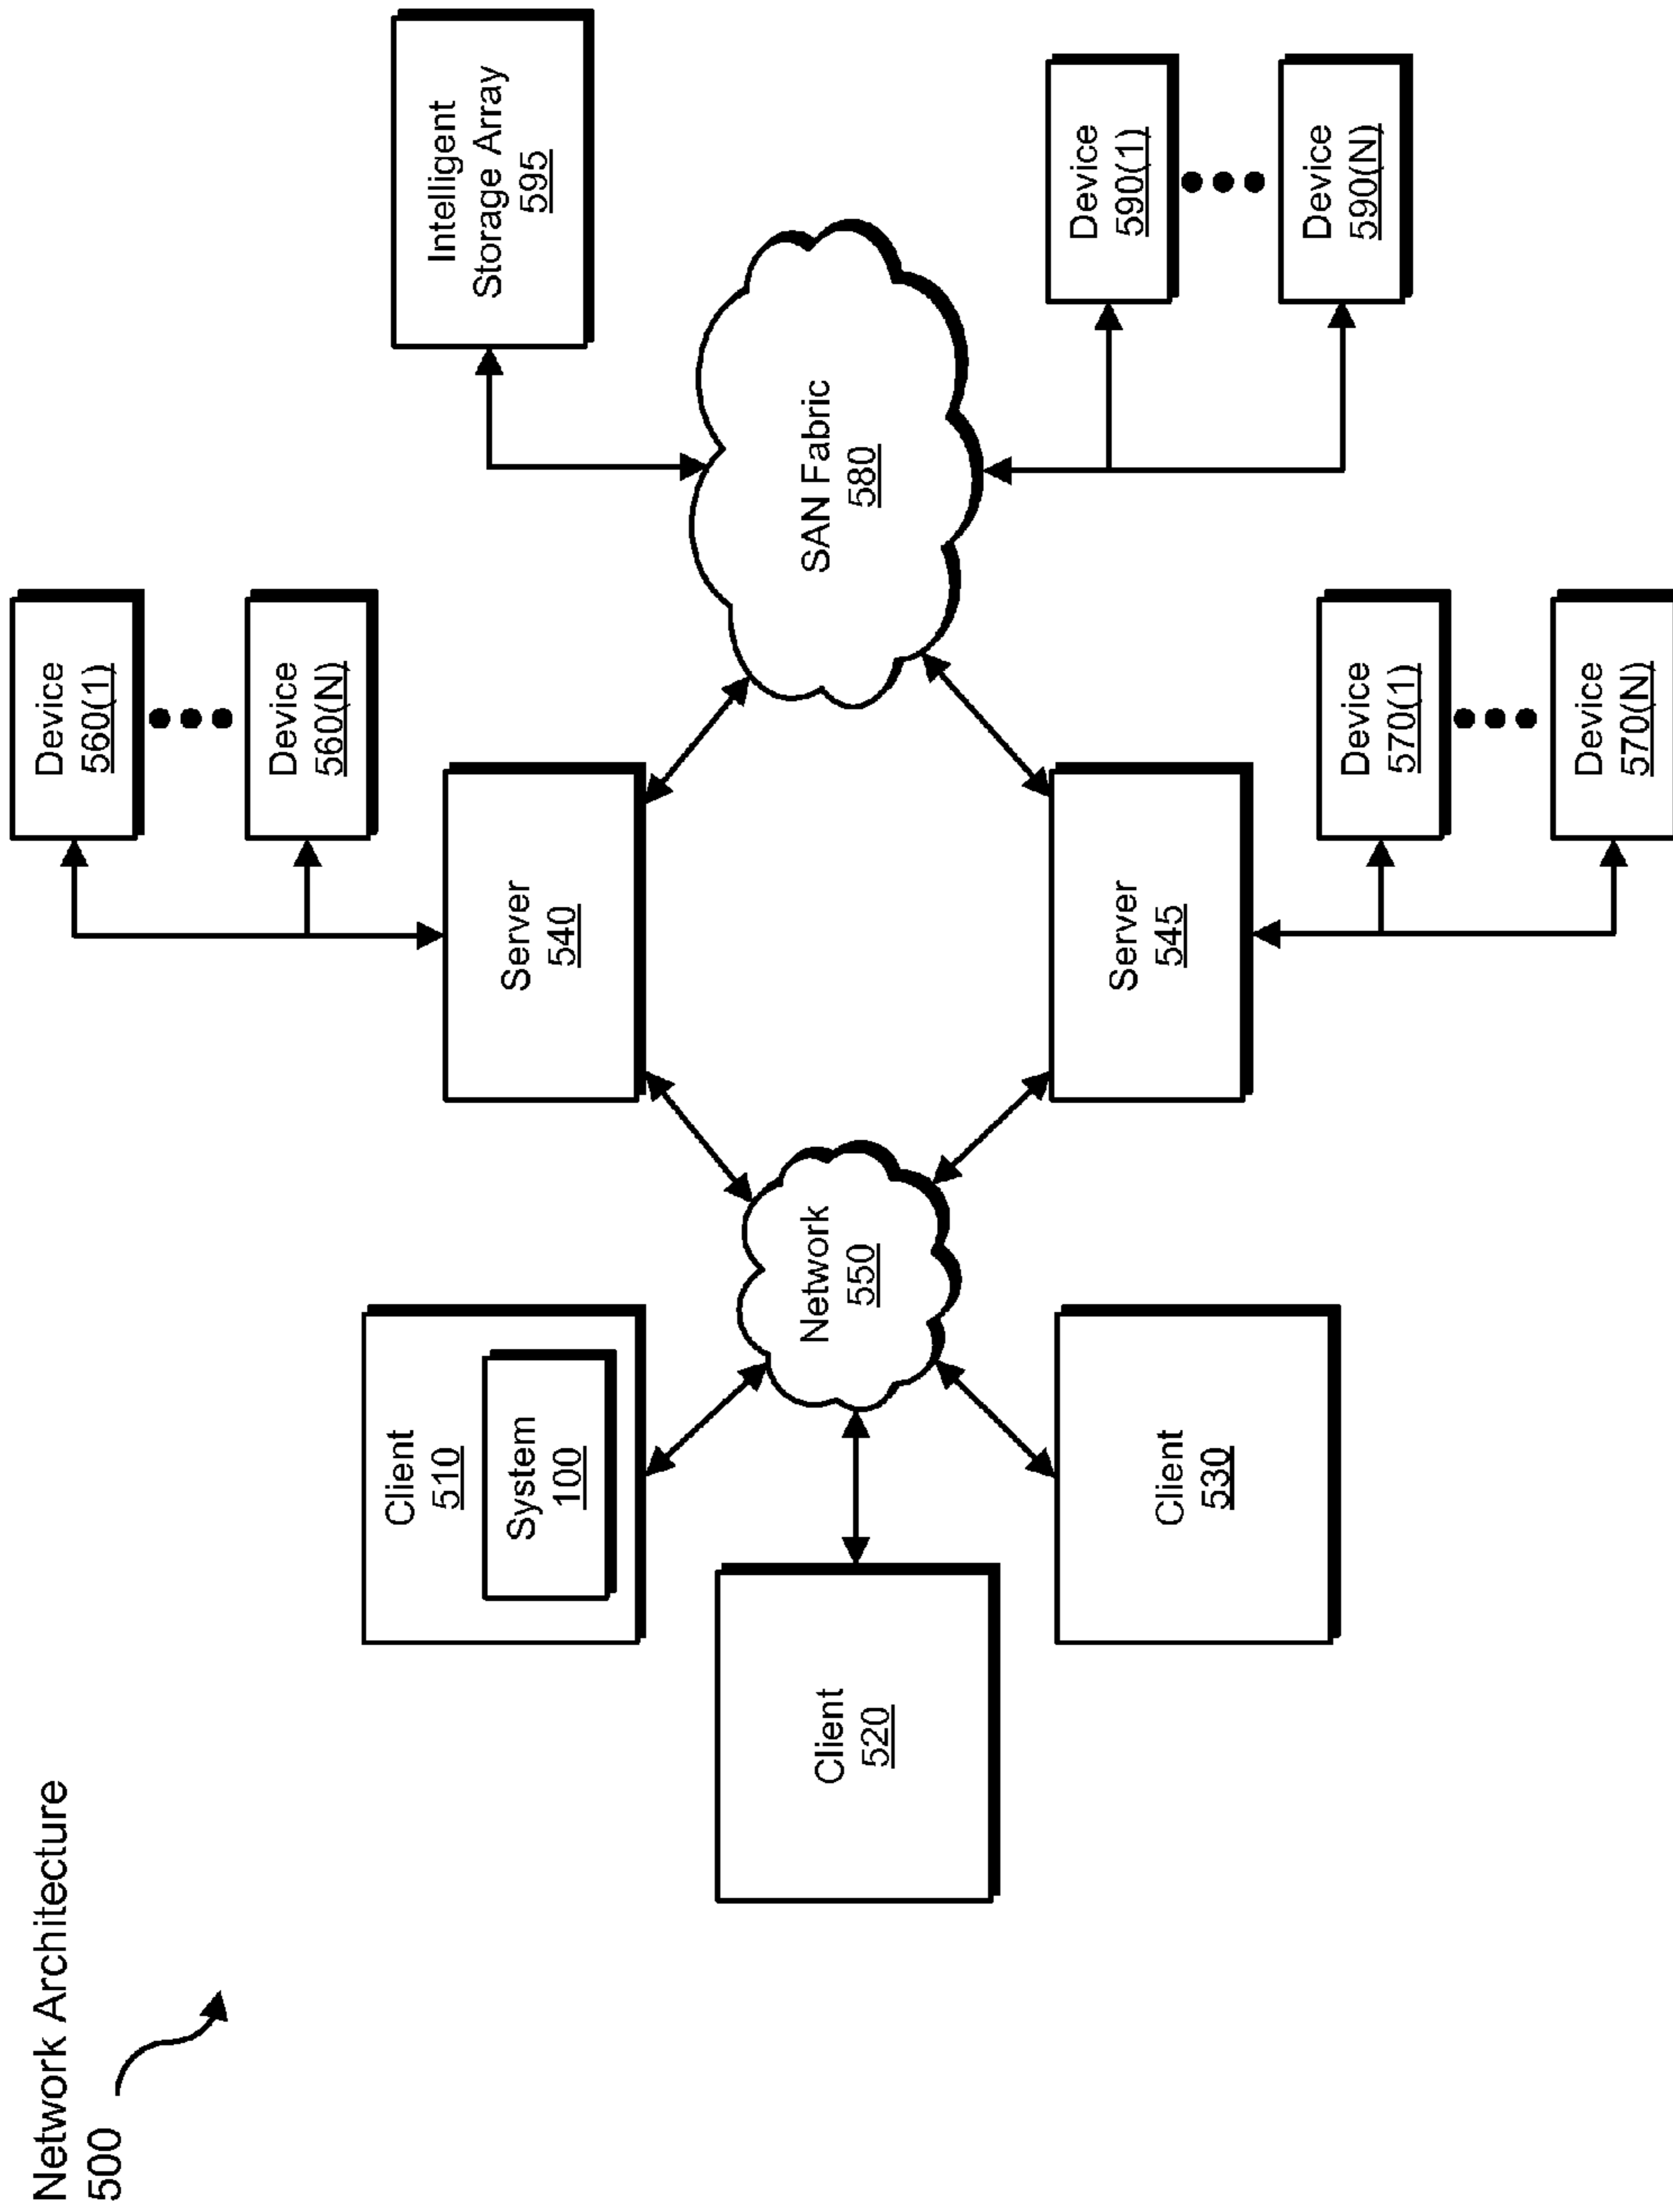 Network Architecture
500
Device
560(1)
Device
560(N)
Intelligent
Storage Array
595
Client
510
System
100
Server
540
Client
520
Network
550
SAN Fabric
580
Client
530
Server
545
Device
590(1)
Device
590(N)
Device
570(1)
Device
570(N)